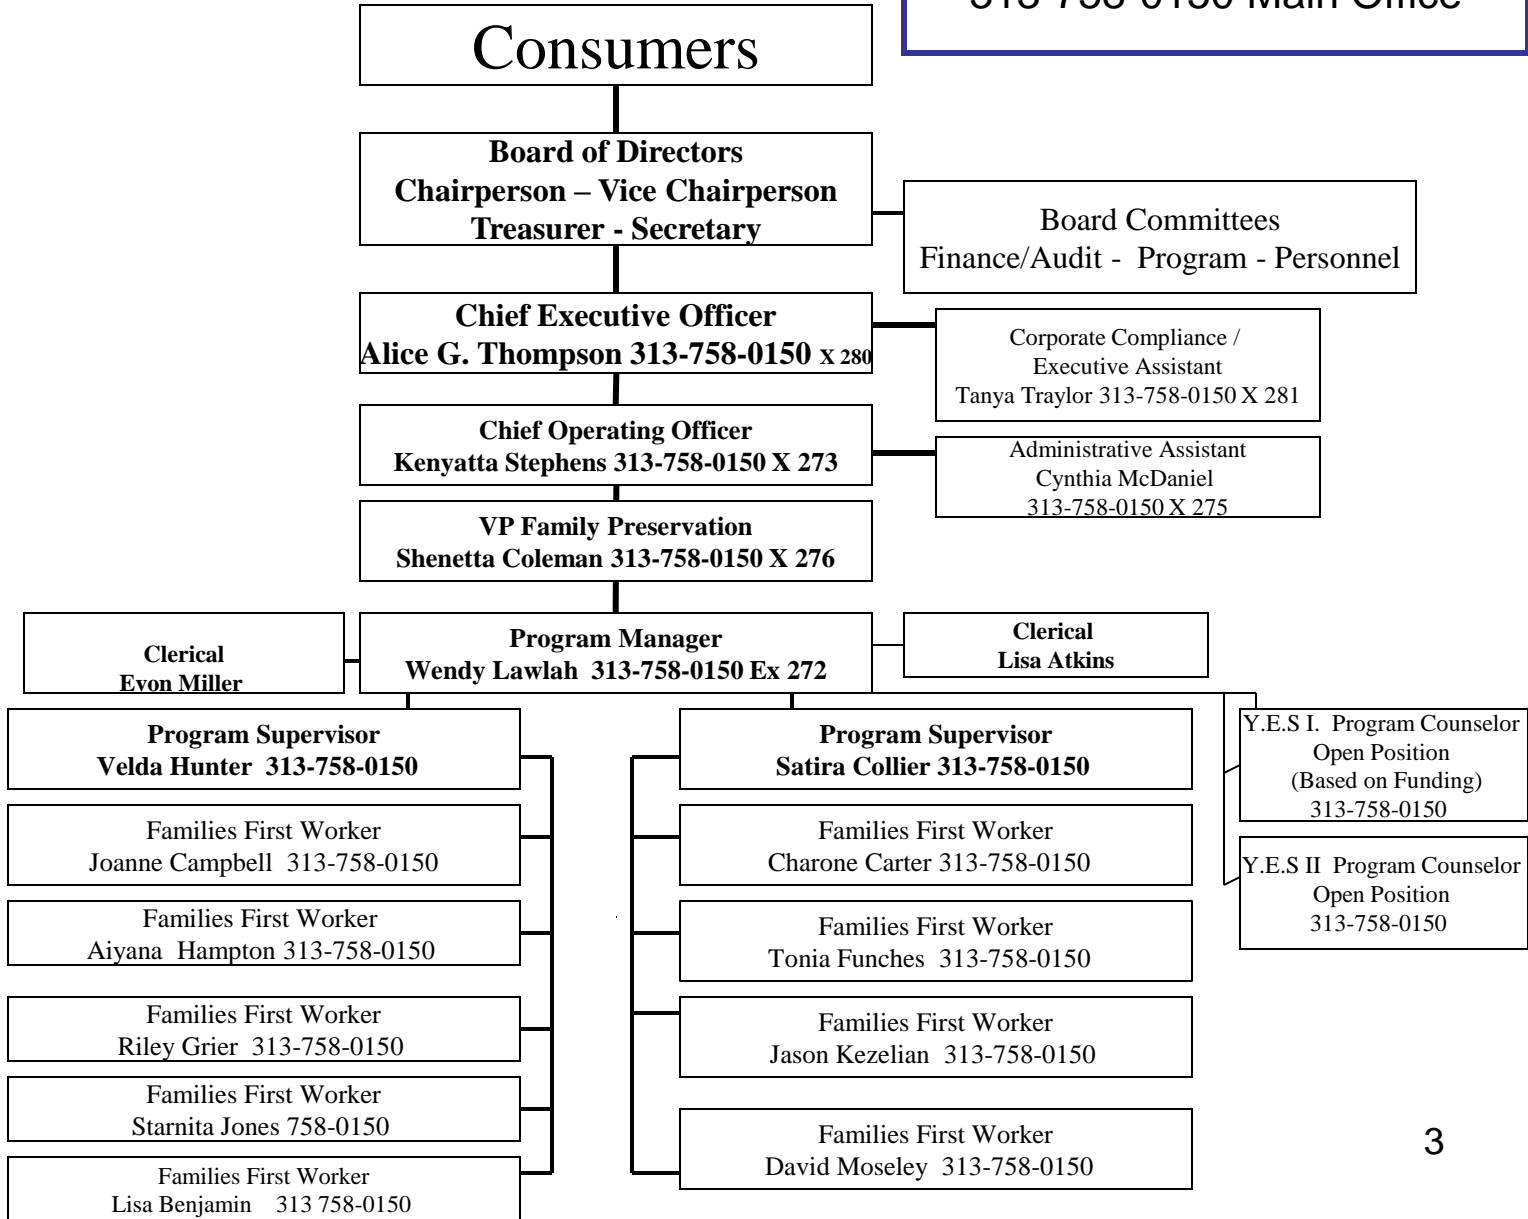 313-758-0150 Main Office
Consumers
Board of Directors
Chairperson – Vice Chairperson
Treasurer - Secretary
Board Committees
Finance/Audit - Program - Personnel
Chief Executive Officer
Alice G. Thompson 313-758-0150 X 280
Corporate Compliance /
Executive Assistant
Tanya Traylor 313-758-0150 X 281
Chief Operating Officer
Kenyatta Stephens 313-758-0150 X 273
Administrative Assistant
Cynthia McDaniel
313-758-0150 X 275
VP Family Preservation
Shenetta Coleman 313-758-0150 X 276
Clerical
Evon Miller
Program Manager
Wendy Lawlah 313-758-0150 Ex 272
Clerical
Lisa Atkins
Program Supervisor
Velda Hunter 313-758-0150
Families First Worker
Joanne Campbell 313-758-0150
Families First Worker
Aiyana Hampton 313-758-0150
Families First Worker
Riley Grier 313-758-0150
Families First Worker
Starnita Jones 758-0150
Families First Worker
Lisa Benjamin 313 758-0150
Program Supervisor
Satira Collier 313-758-0150
Families First Worker
Charone Carter 313-758-0150
Families First Worker
Tonia Funches 313-758-0150
Families First Worker
Jason Kezelian 313-758-0150
Families First Worker
David Moseley 313-758-0150
Y.E.S I. Program Counselor
Open Position
(Based on Funding)
313-758-0150
Y.E.S II Program Counselor
Open Position
313-758-0150
3